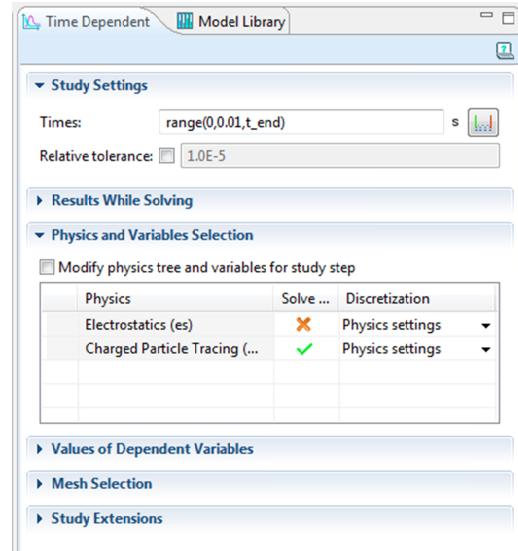 Time Dependent Model Library
Study Settings
Times: range(0,0.01,t_end) s
Relative tolerance: 1.0E-5
Results While Solving
Physics and Variables Selection
Modify physics tree and variables for study step
Physics Solve ... Discretization
Electrostatics (es) Physics settings
Charged Particle Tracing (... Physics settings
Values of Dependent Variables
Mesh Selection
Study Extensions